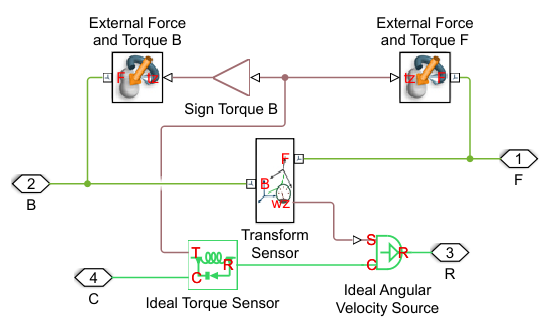 External Force
and Torque B
External Force
and Torque F
F
tz
tz
F
Sign Torque B
1
F
2
B
F
B
wz
Transform
Sensor
S
C
R
3
R
T
C
R
4
C
Ideal Torque Sensor
Ideal Angular
Velocity Source